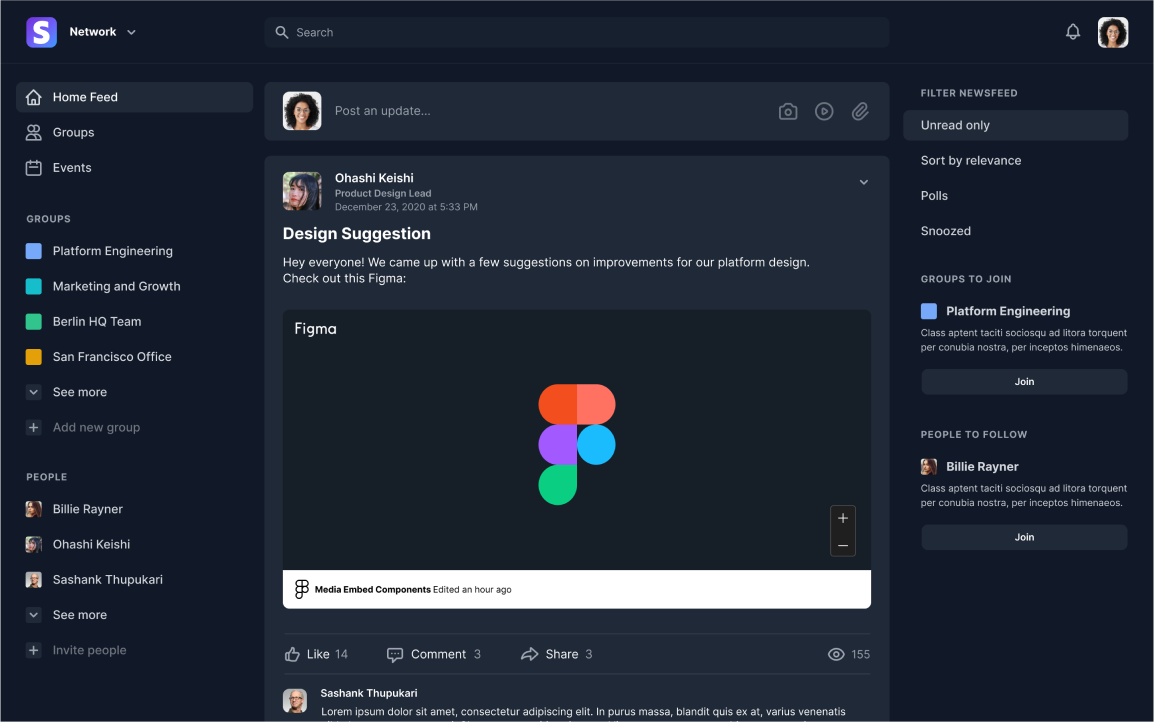 S Network
Search
Home Feed
Groups
Events
GROUPS
Platform Engineering
Marketing and Growth
Berlin HQ Team
San Francisco Office
See more
Add new group
PEOPLE
Billie Rayner
Ohashi Keishi
Sashank Thupukari
See more
Invite people
Post an update...
Ohashi Keishi
Product Design Lead
December 23, 2020 at 5:33 PM
Design Suggestion
Hey everyone! We came up with a few suggestions on improvements for our platform design.
Check out this Figma:
Figma
Media Embed Components Edited an hour ago
Like 14 Comment 3 Share 3 155
Sashank Thupukari
Lorem ipsum dolor sit amet, consectetur adipiscing elit. In purus massa, blandit quis ex at, varius venenatis
FILTER NEWSFEED
Unread only
Sort by relevance
Polls
Snoozed
GROUPS TO JOIN
Platform Engineering
Class aptent taciti sociosqu ad litora torquent
per conubia nostra, per inceptos himenaeos.
Join
PEOPLE TO FOLLOW
Billie Rayner
Class aptent taciti sociosqu ad litora torquent
per conubia nostra, per inceptos himenaeos.
Join